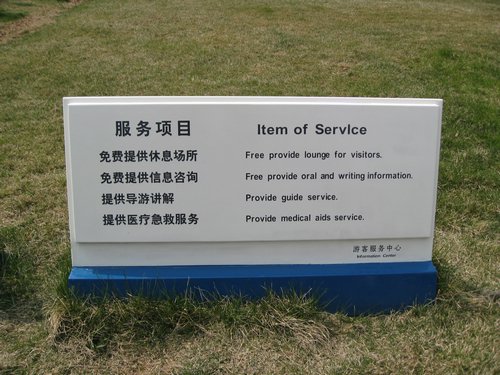 服务项目 Item of ServIce
免费提供休息场所 Free provide lounge for visitors.
免费提供信息咨询 Free provide oral and writing information.
提供导游讲解 Provide guide service.
提供医疗急救服务 Provide medical aids service.
游客服务中心
Information Center